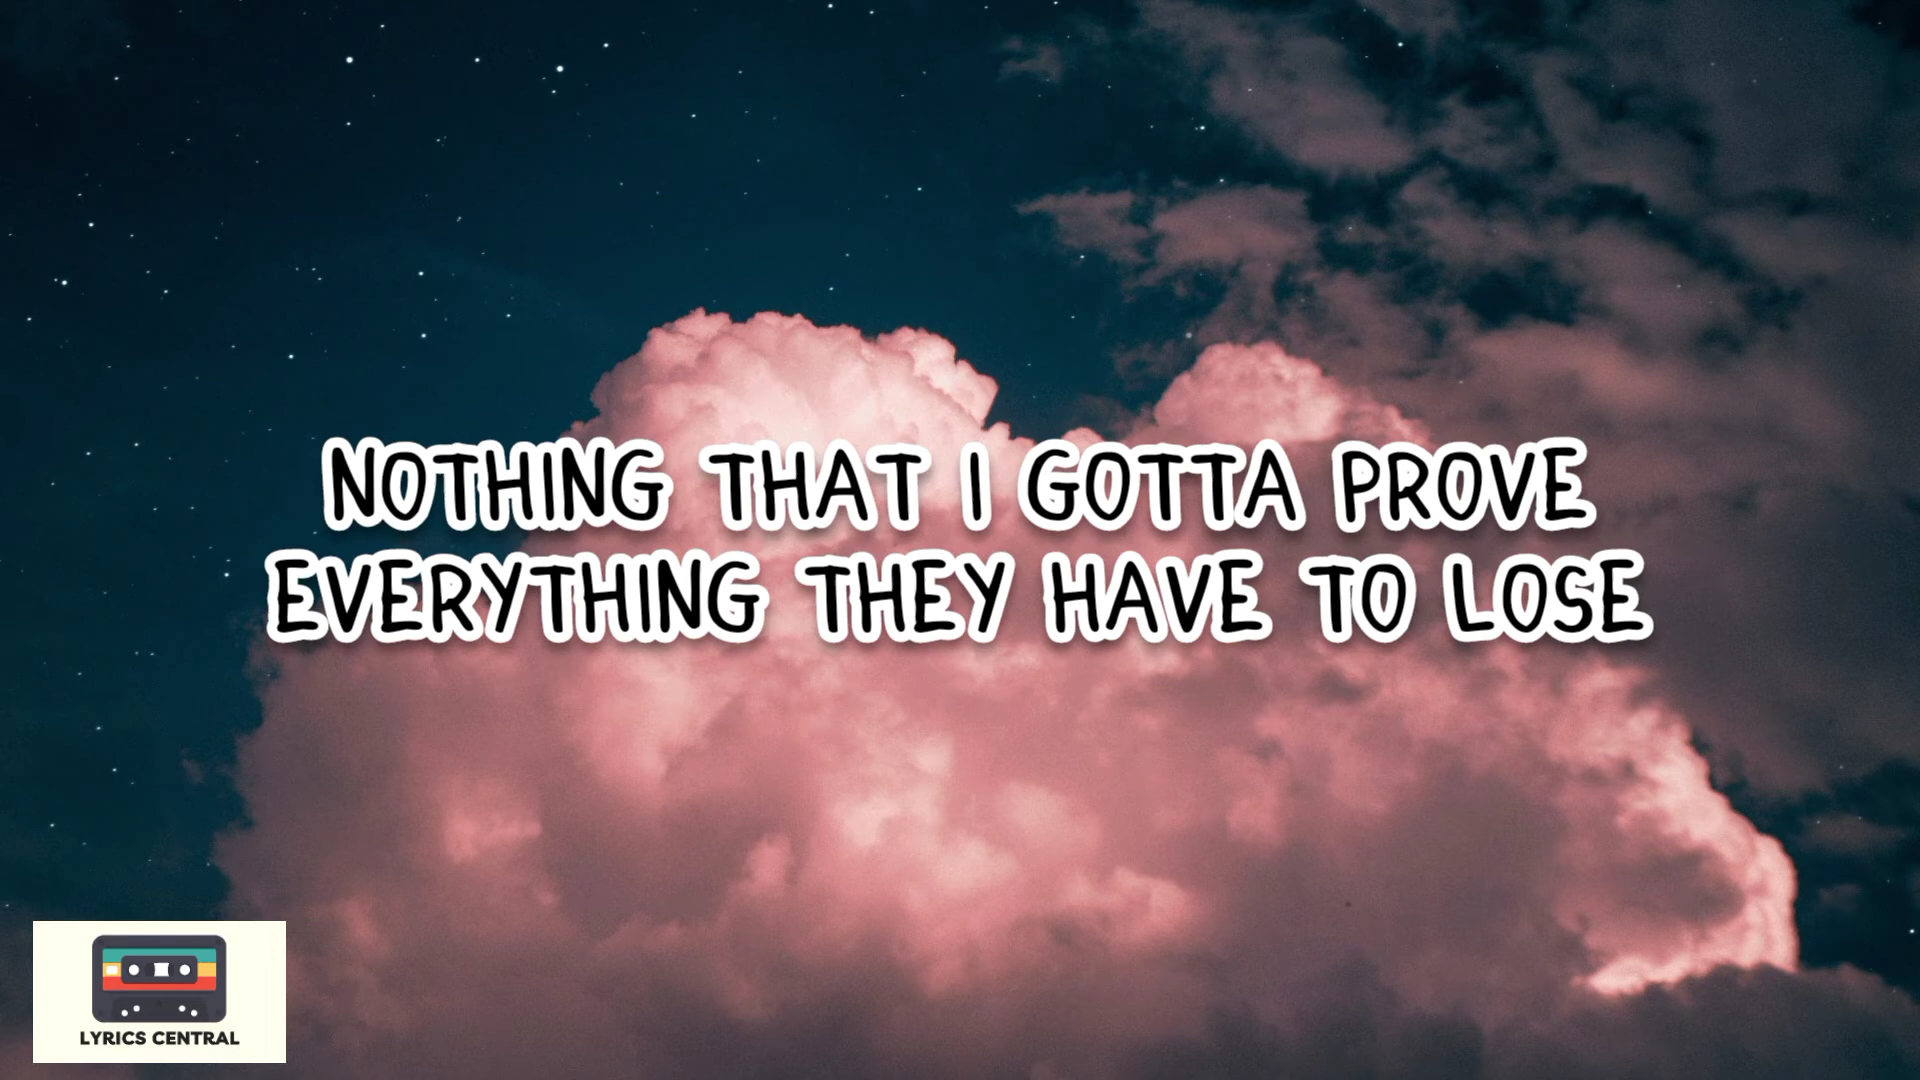 NOTHING THAT I GOTTA PROVE
EVERYTHING THEY HAVE TO LOSE
LYRICS CENTRAL